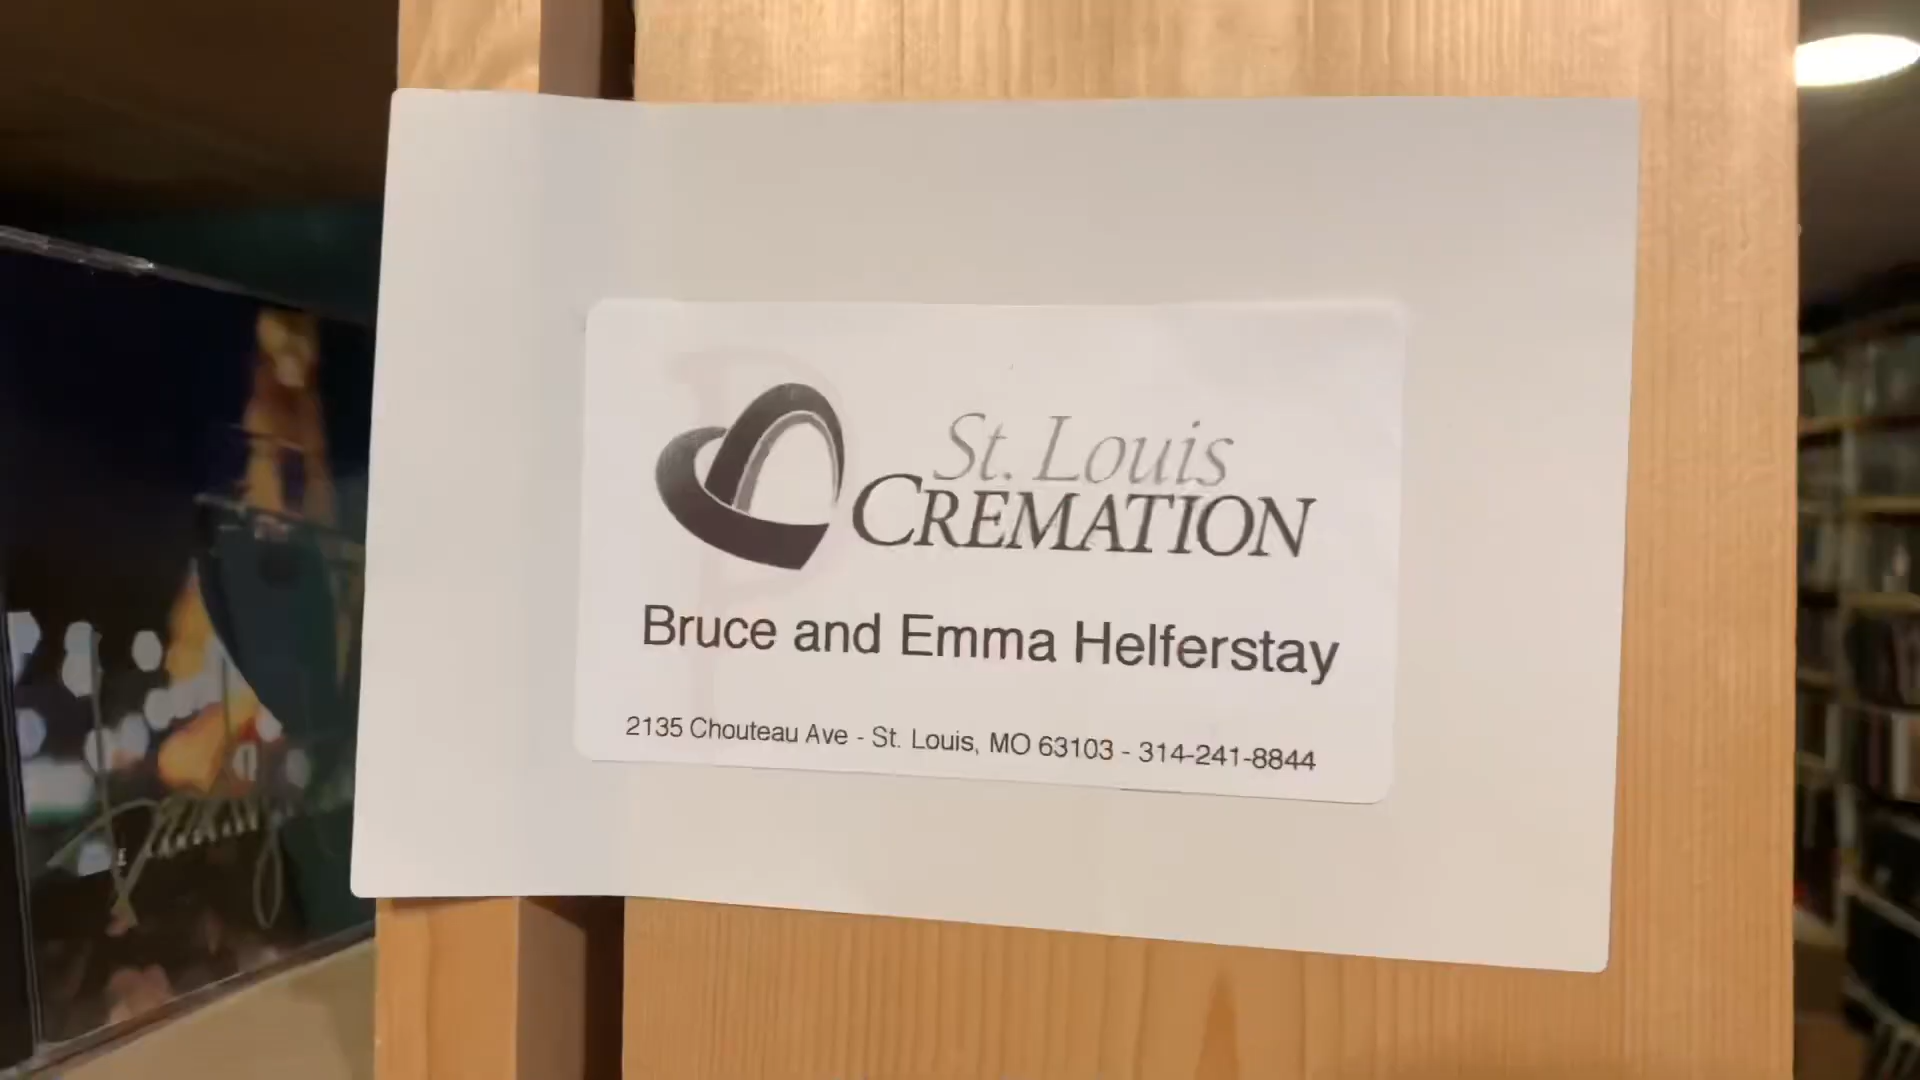 St. Louis
CREMATION
Bruce and Emma Helferstay
2135 Chouteau Ave - St. Louis, MO 63103 - 314-241-8844